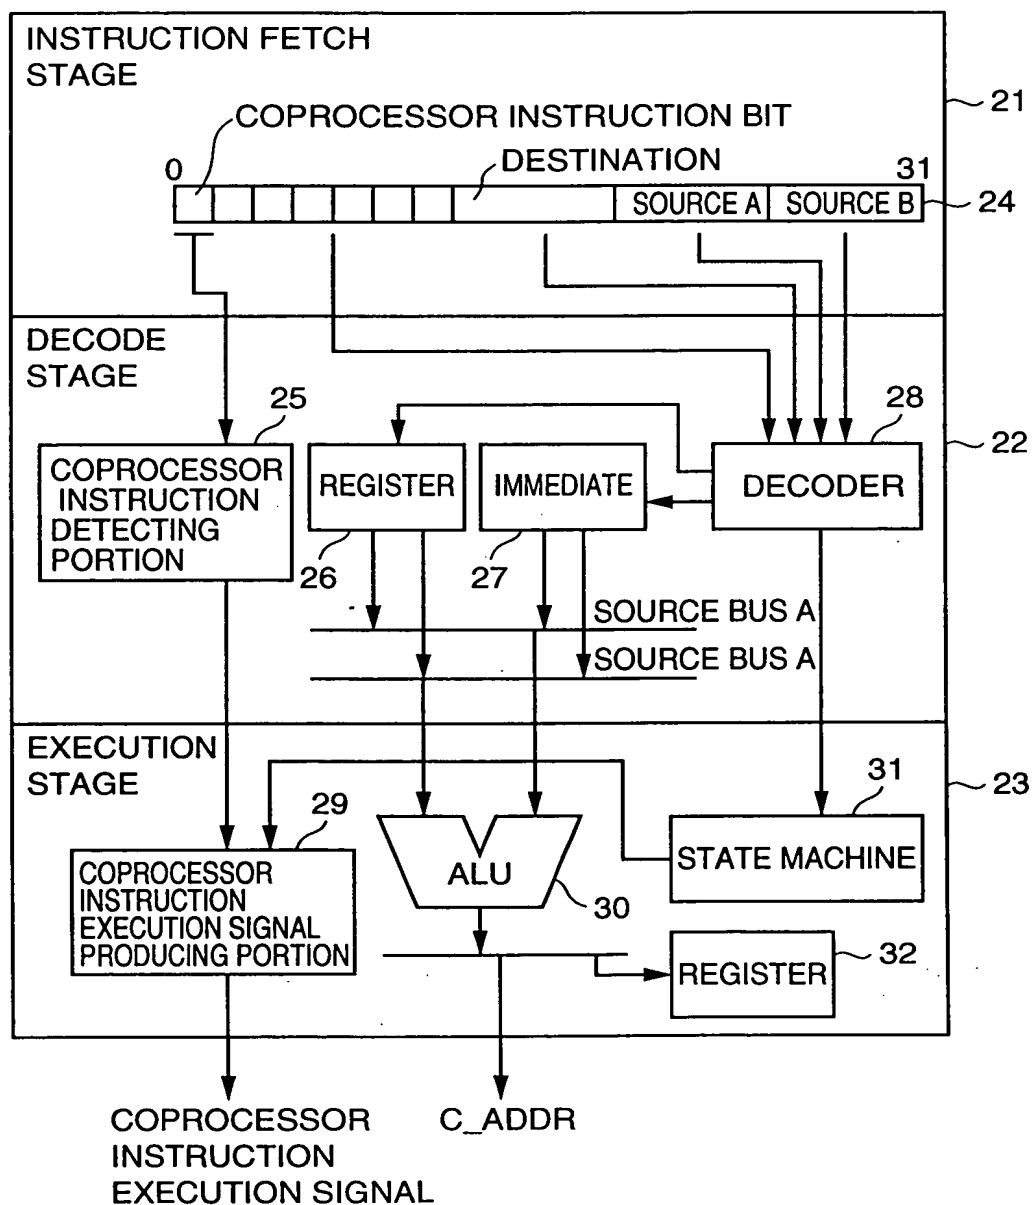 INSTRUCTION FETCH
STAGE
21
COPROCESSOR INSTRUCTION BIT
DESTINATION
0
31
SOURCE A
SOURCE B
24
DECODE
STAGE
25
28
22
COPROCESSOR
INSTRUCTION
DETECTING
PORTION
REGISTER
IMMEDIATE
DECODER
26
27
SOURCE BUS A
SOURCE BUS A
EXECUTION
STAGE
31
23
29
COPROCESSOR
INSTRUCTION
EXECUTION SIGNAL
PRODUCING PORTION
ALU
STATE MACHINE
30
32
REGISTER
COPROCESSOR
INSTRUCTION
EXECUTION SIGNAL
C_ADDR